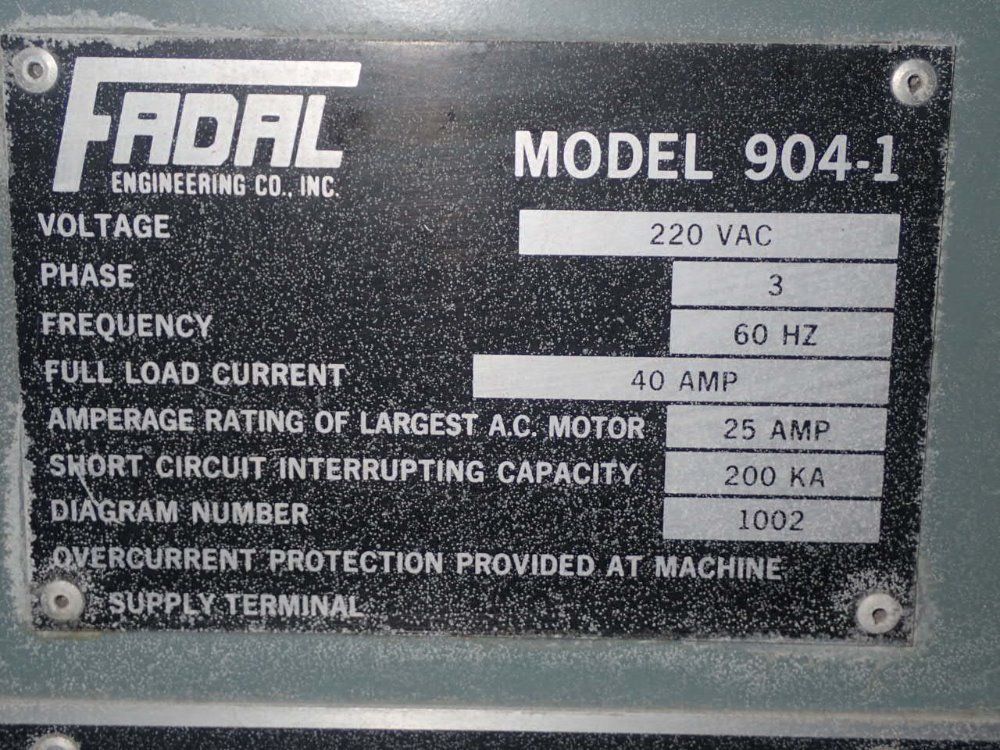 FADAL
ENGINEERING CO., INC.
MODEL 904-1
VOLTAGE 220 VAC
PHASE 3
FREQUENCY 60 HZ
FULL LOAD CURRENT 40 AMP
AMPERAGE RATING OF LARGEST A.C. MOTOR 25 AMP
SHORT CIRCUIT INTERRUPTING CAPACITY 200 KA
DIAGRAM NUMBER 1002
OVERCURRENT PROTECTION PROVIDED AT MACHINE
SUPPLY TERMINAL